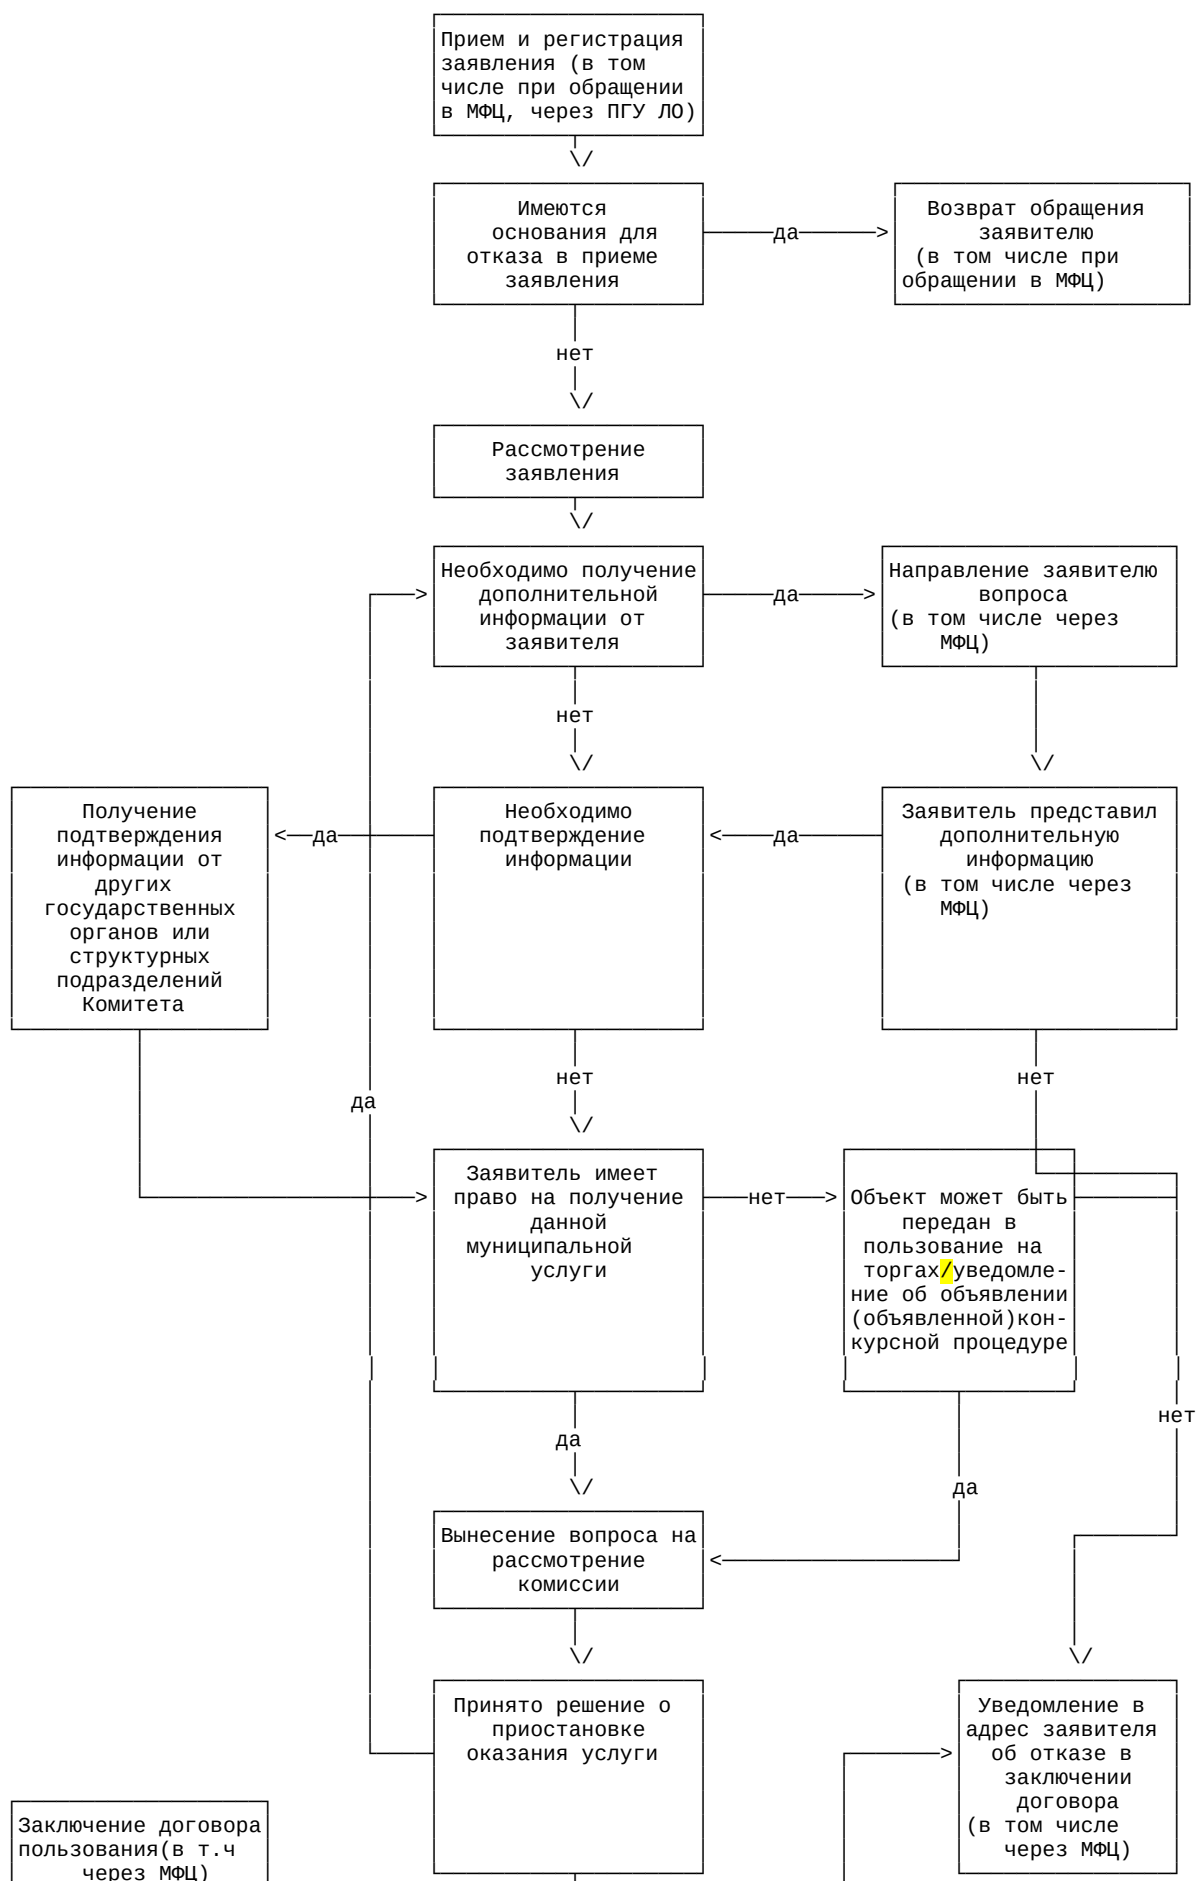 Прием и регистрация
заявления (в том
числе при обращении
в МФЦ, через ПГУ ЛО)
Имеются
основания для
отказа в приеме
заявления
да
Возврат обращения
заявителю
(в том числе при
обращении в МФЦ)
нет
Рассмотрение
заявления
Необходимо получение
дополнительной
информации от
заявителя
да
Направление заявителю
вопроса
(в том числе через
МФЦ)
нет
Получение
подтверждения
информации от
других
государственных
органов или
структурных
подразделений
Комитета
да
Необходимо
подтверждение
информации
да
Заявитель представил
дополнительную
информацию
(в том числе через
МФЦ)
нет
нет
да
Заявитель имеет
право на получение
данной
муниципальной
услуги
нет
Объект может быть
передан в
пользование на
торгах/уведомле-
ние об объявлении
(объявленной)кон-
курсной процедуре
нет
да
да
Вынесение вопроса на
рассмотрение
комиссии
Принято решение о
приостановке
оказания услуги
Уведомление в
адрес заявителя
об отказе в
заключении
договора
(в том числе
через МФЦ)
Заключение договора
пользования(в т.ч
через МФЦ)